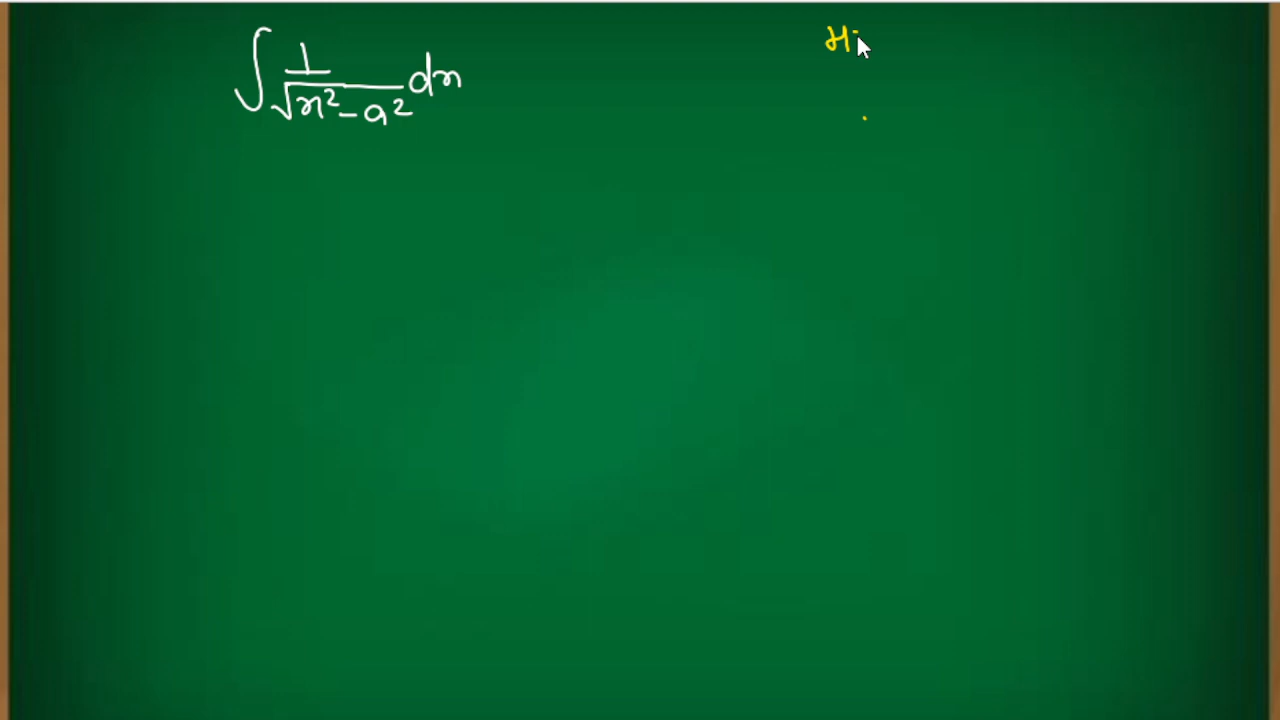 ∫ 1/√(x² - a²) dx